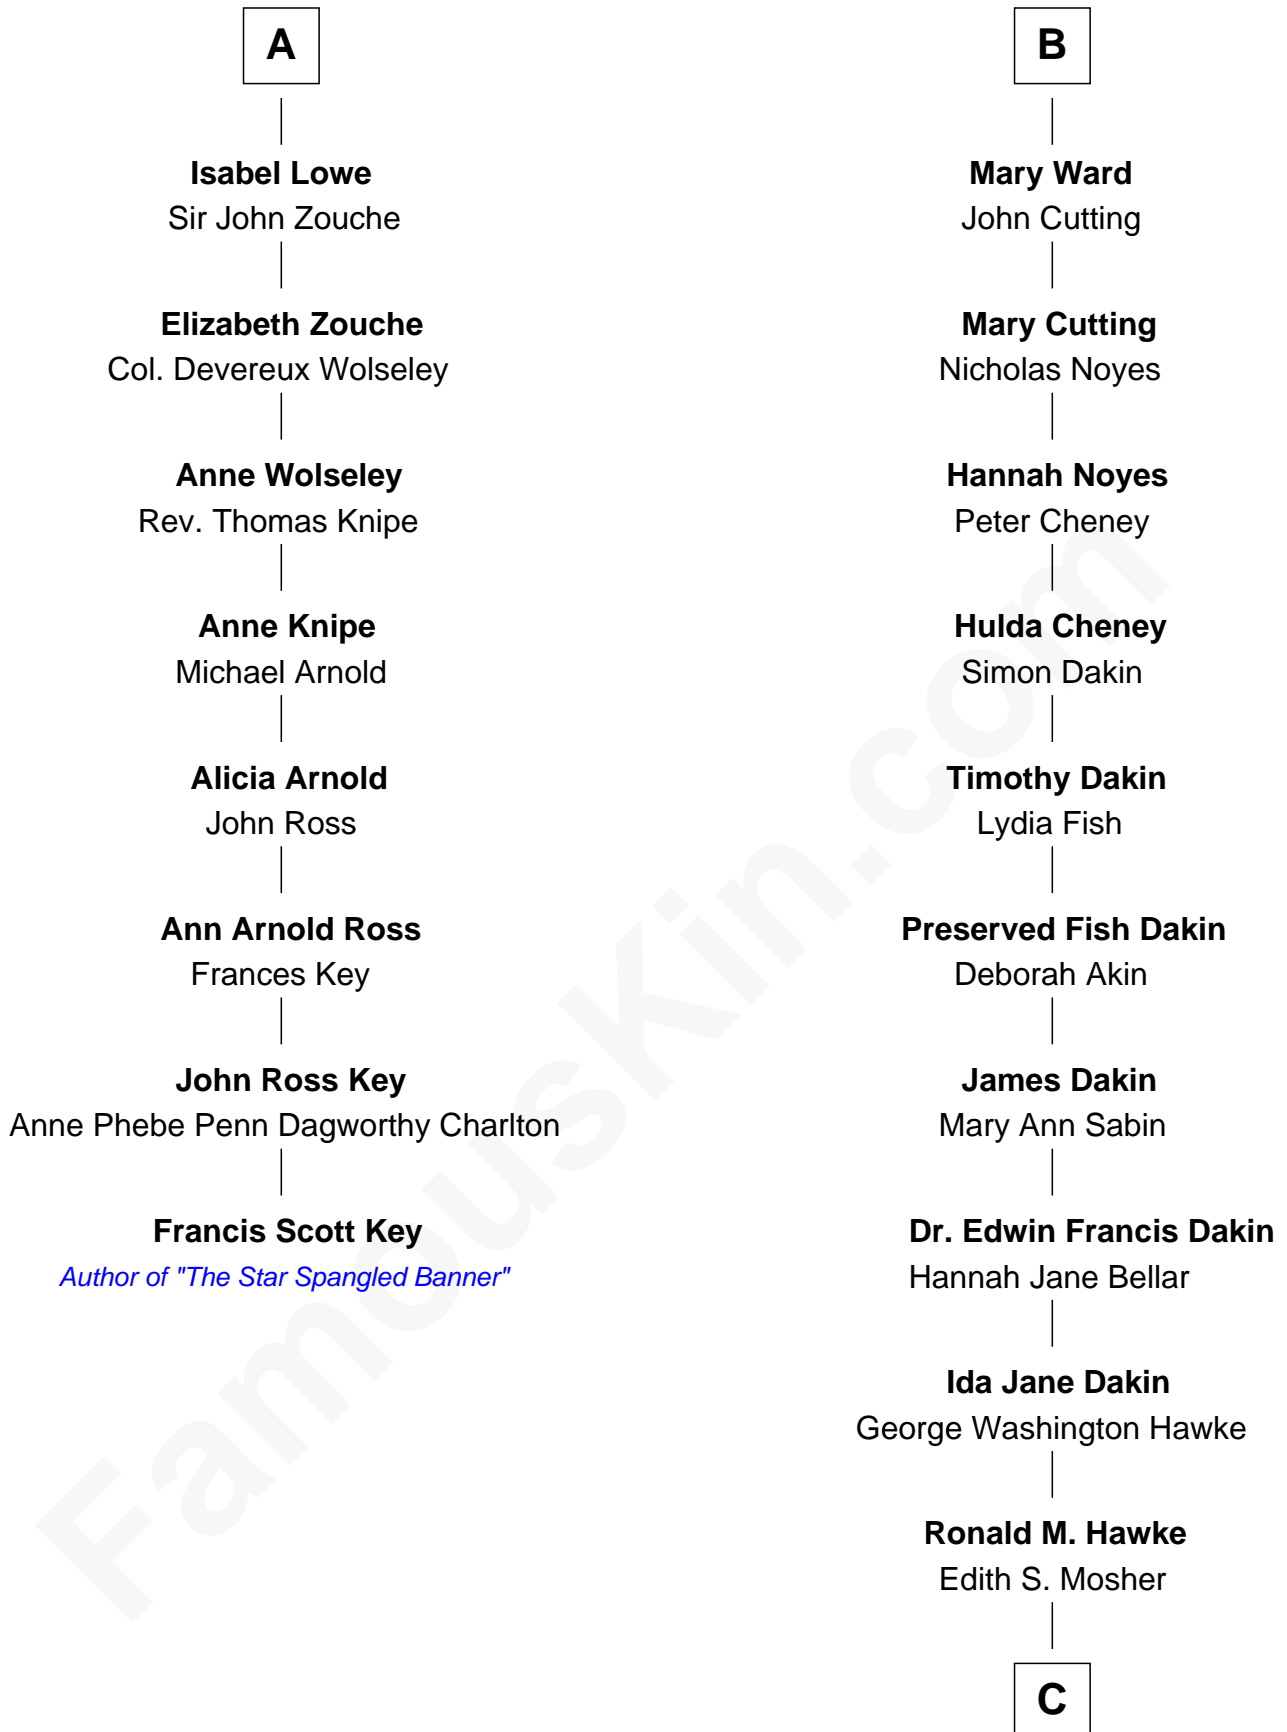 A
Isabel Lowe
Sir John Zouche
Elizabeth Zouche
Col. Devereux Wolseley
Anne Wolseley
Rev. Thomas Knipe
Anne Knipe
Michael Arnold
Alicia Arnold
John Ross
Ann Arnold Ross
Frances Key
John Ross Key
Anne Phebe Penn Dagworthy Charlton
Francis Scott Key
Author of "The Star Spangled Banner"
B
Mary Ward
John Cutting
Mary Cutting
Nicholas Noyes
Hannah Noyes
Peter Cheney
Hulda Cheney
Simon Dakin
Timothy Dakin
Lydia Fish
Preserved Fish Dakin
Deborah Akin
James Dakin
Mary Ann Sabin
Dr. Edwin Francis Dakin
Hannah Jane Bellar
Ida Jane Dakin
George Washington Hawke
Ronald M. Hawke
Edith S. Mosher
C
FamousKin.com